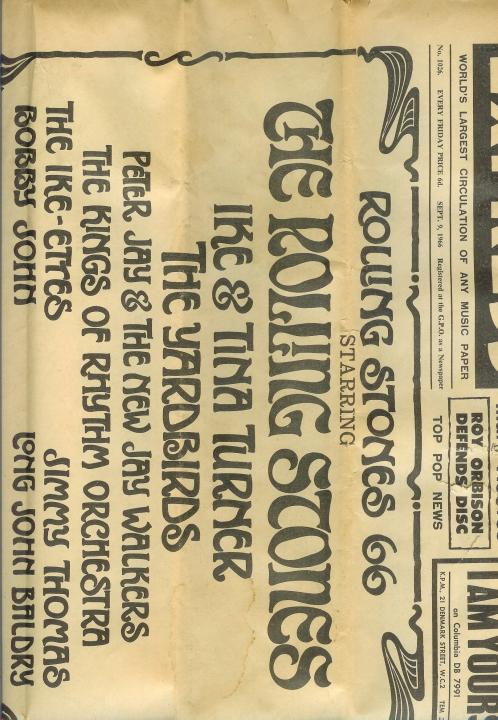 WORLD'S LARGEST CIRCULATION OF ANY MUSIC PAPER
No. 1026. EVERY FRIDAY PRICE 6d. SEPT. 9, 1966 Registered at the G.P.O. as a Newspaper
ROY ORBISON
DEFENDS DISC
TOP POP NEWS
I AM YOUR
on Columbia DB 7991
K.P.M., 21 DENMARK STREET, W.C.2
ROLLING STONES 66
STARRING
THE ROLLING STONES
IKE & TINA TURNER
THE YARDBIRDS
PETER JAY & THE NEW JAY WALKERS
THE KINGS OF RHYTHM ORCHESTRA
THE IKE-ETTES JIMMY THOMAS
BOBBY JOHN LONG JOHN BALDRY